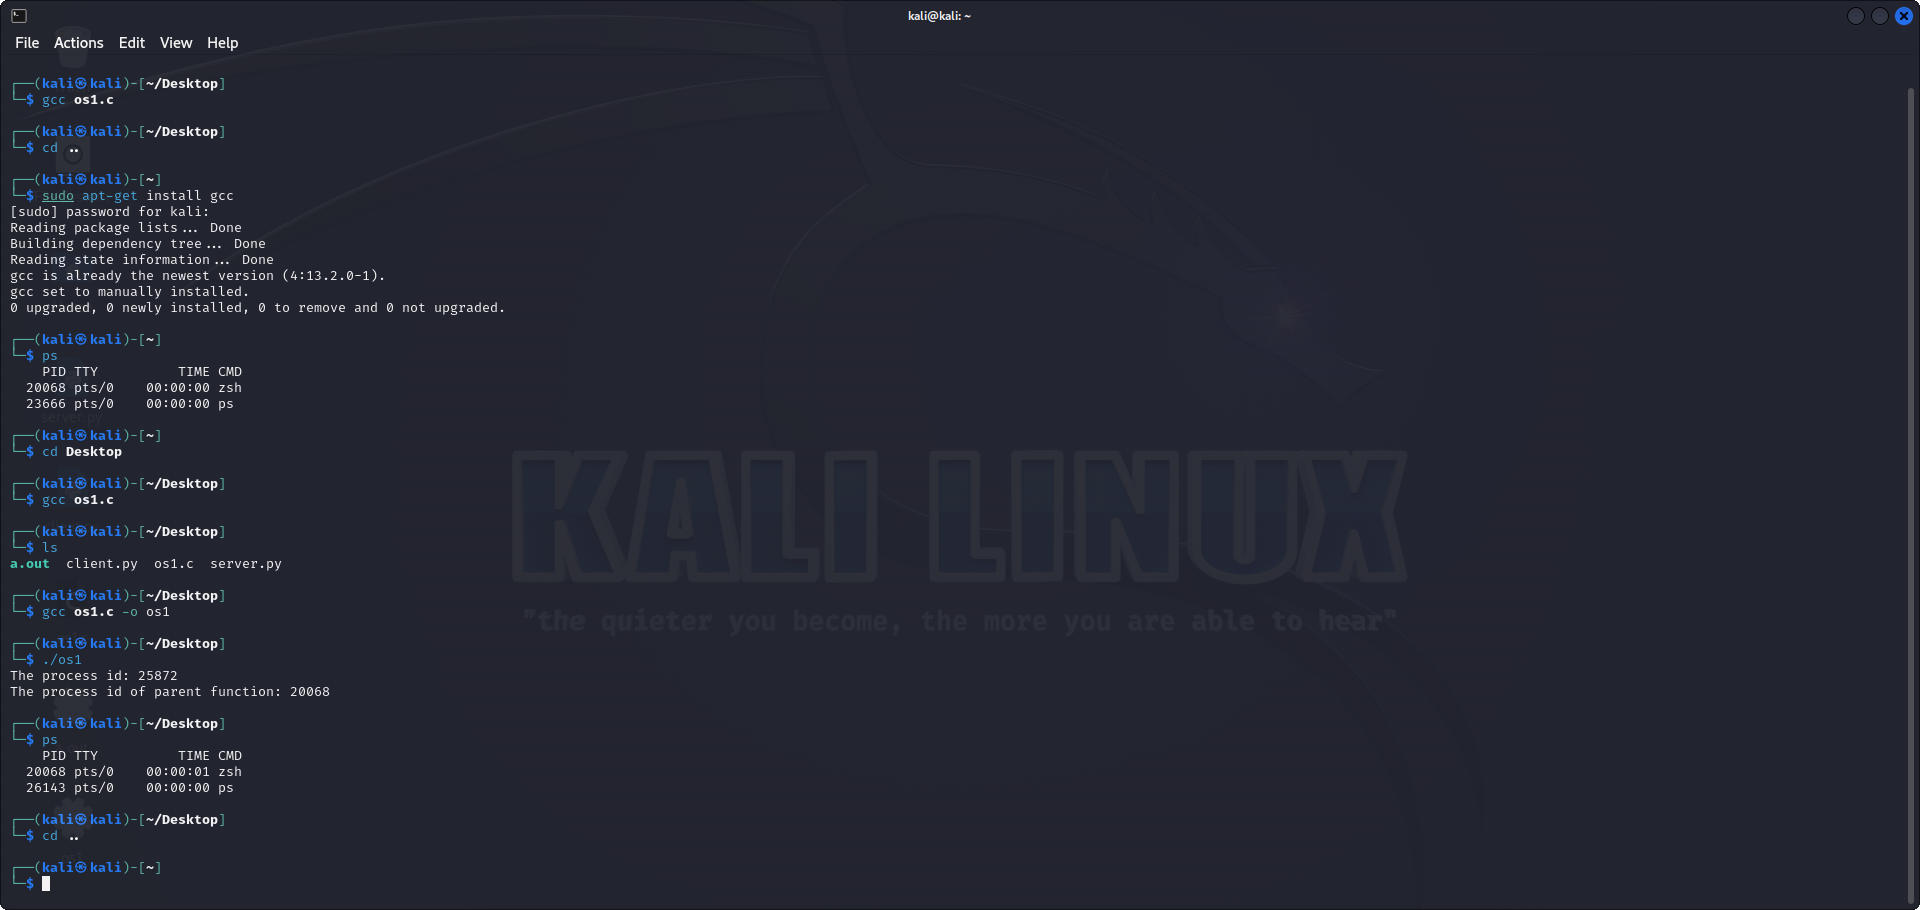 kali@kali: ~
File Actions Edit View Help
┌──(kali㉿kali)-[~/Desktop]
└─$ gcc os1.c
┌──(kali㉿kali)-[~/Desktop]
└─$ cd ..
┌──(kali㉿kali)-[~]
└─$ sudo apt-get install gcc
[sudo] password for kali:
Reading package lists... Done
Building dependency tree... Done
Reading state information... Done
gcc is already the newest version (4:13.2.0-1).
gcc set to manually installed.
0 upgraded, 0 newly installed, 0 to remove and 0 not upgraded.
┌──(kali㉿kali)-[~]
└─$ ps
    PID TTY          TIME CMD
  20068 pts/0    00:00:00 zsh
  23666 pts/0    00:00:00 ps
server.py
┌──(kali㉿kali)-[~]
└─$ cd Desktop
┌──(kali㉿kali)-[~/Desktop]
└─$ gcc os1.c
┌──(kali㉿kali)-[~/Desktop]
└─$ ls
a.out  client.py  os1.c  server.py
┌──(kali㉿kali)-[~/Desktop]
└─$ gcc os1.c -o os1
┌──(kali㉿kali)-[~/Desktop]
└─$ ./os1
The process id: 25872
The process id of parent function: 20068
┌──(kali㉿kali)-[~/Desktop]
└─$ ps
    PID TTY          TIME CMD
  20068 pts/0    00:00:01 zsh
  26143 pts/0    00:00:00 ps
┌──(kali㉿kali)-[~/Desktop]
└─$ cd ..
┌──(kali㉿kali)-[~]
└─$
KALI LINUX
"the quieter you become, the more you are able to hear"